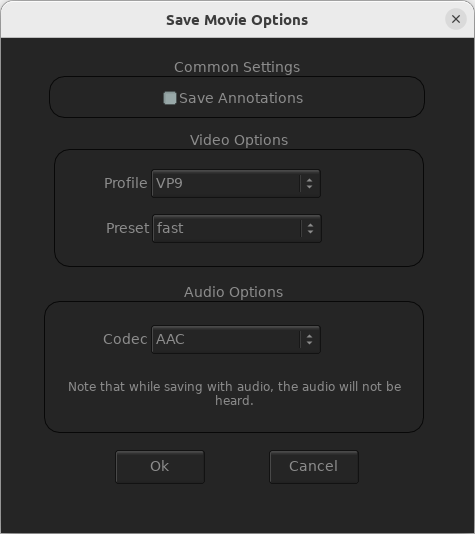 Save Movie Options
Common Settings
Save Annotations
Video Options
Profile VP9
Preset fast
Audio Options
Codec AAC
Note that while saving with audio, the audio will not be
heard.
Ok Cancel